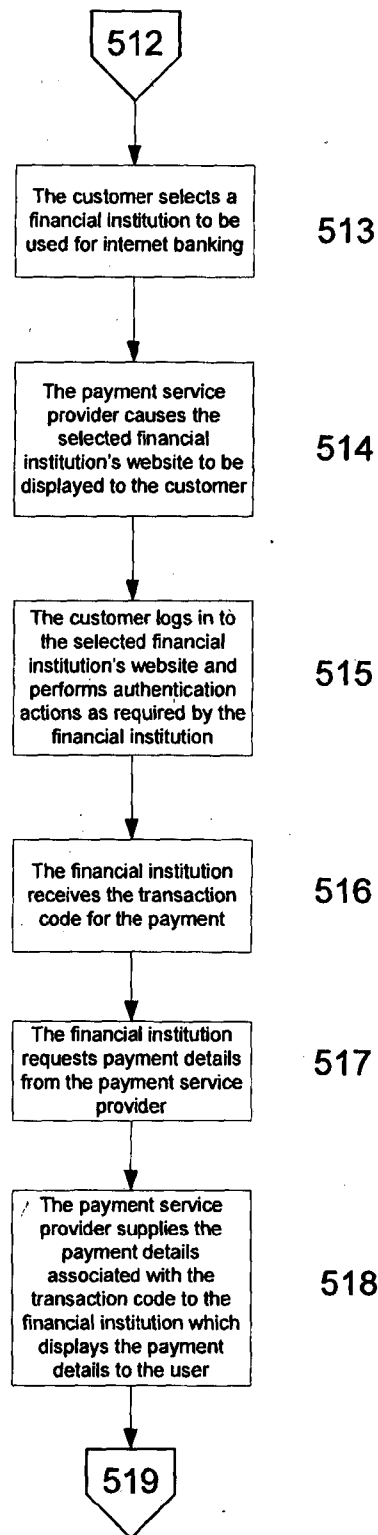 512
The customer selects a
financial institution to be
used for internet banking
513
The payment service
provider causes the
selected financial
institution's website to be
displayed to the customer
514
The customer logs in to
the selected financial
institution's website and
performs authentication
actions as required by the
financial institution
515
The financial institution
receives the transaction
code for the payment
516
The financial institution
requests payment details
from the payment service
provider
517
The payment service
provider supplies the
payment details
associated with the
transaction code to the
financial institution which
displays the payment
details to the user
518
519